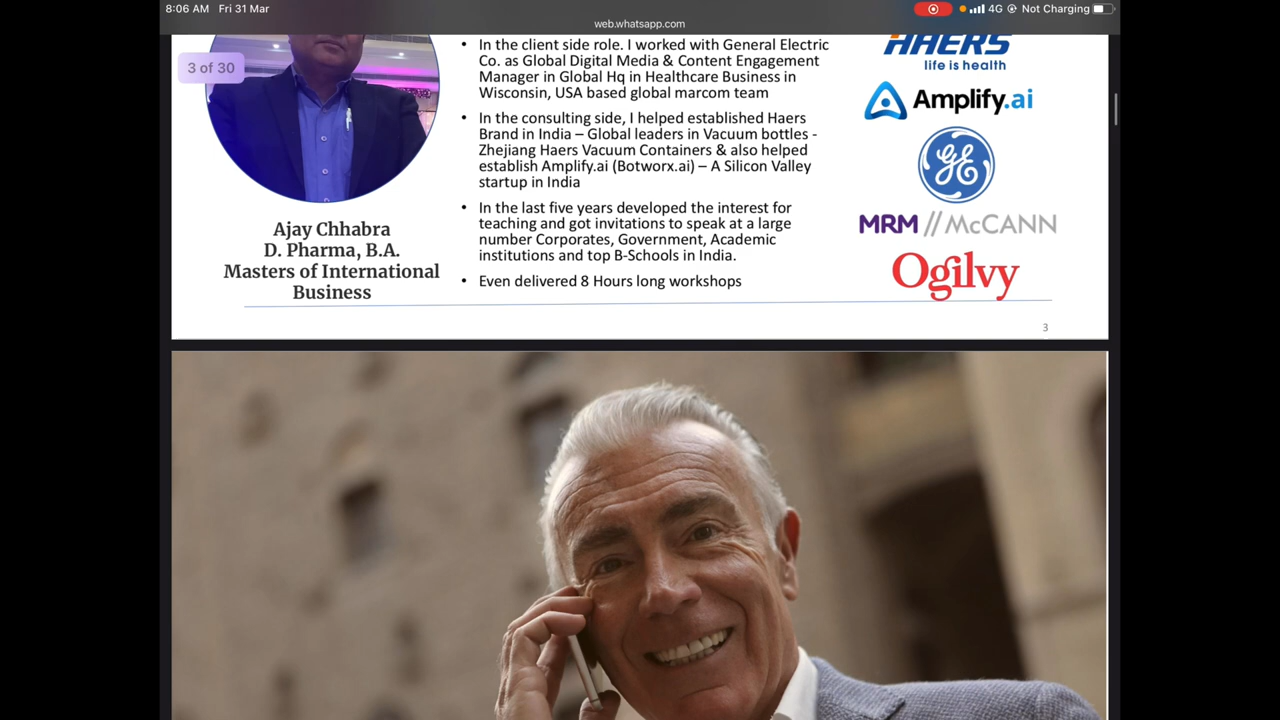 8:06 AM Fri 31 Mar
4G Not Charging
web.whatsapp.com
3 of 30
Ajay Chhabra
D. Pharma, B.A.
Masters of International
Business
• In the client side role. I worked with General Electric
Co. as Global Digital Media & Content Engagement
Manager in Global Hq in Healthcare Business in
Wisconsin, USA based global marcom team
• On the consulting side, I helped established Haers
Brand in India – Global leaders in Vacuum bottles -
Zhejiang Haers Vacuum Containers & also helped
establish Amplify.ai (Botworx.ai) – A Silicon Valley
startup in India
• In the last five years developed the interest for
teaching and got invitations to speak at a large
number Corporates, Government, Academic
institutions and top B-Schools in India.
• Even delivered 8 Hours long workshops
HAERS
life is health
Amplify.ai
GE
MRM // McCANN
Ogilvy
3